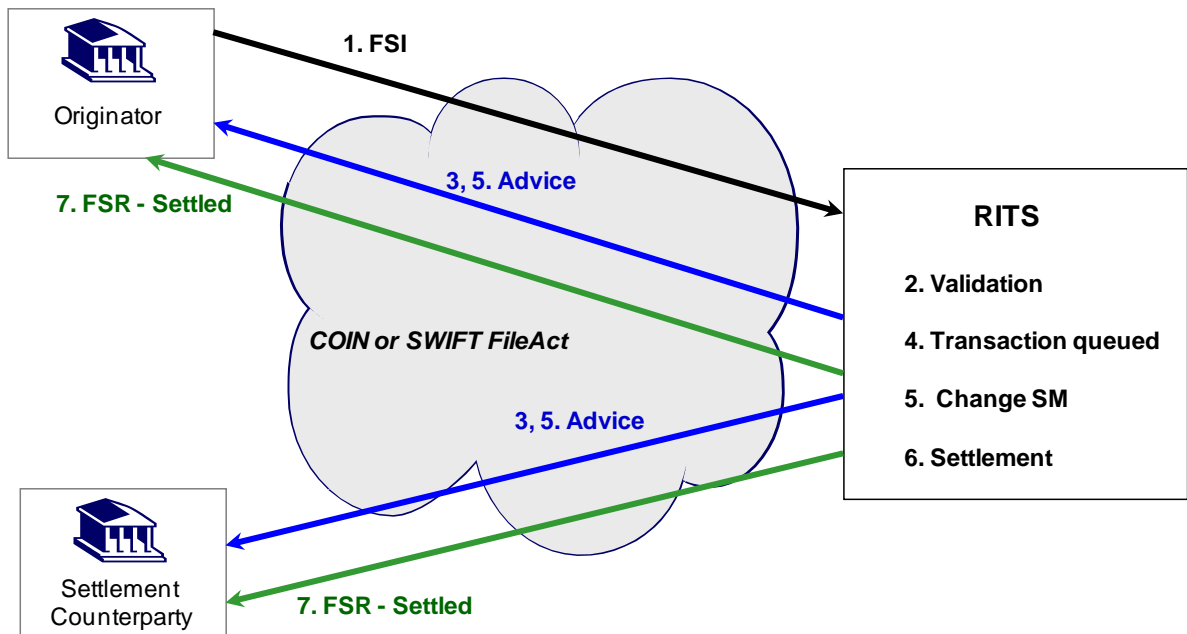 1. FSI
Originator
3, 5. Advice
7. FSR - Settled
RITS
2. Validation
4. Transaction queued
COIN or SWIFT FileAct
5. Change SM
3, 5. Advice
6. Settlement
Settlement
Counterparty
7. FSR - Settled